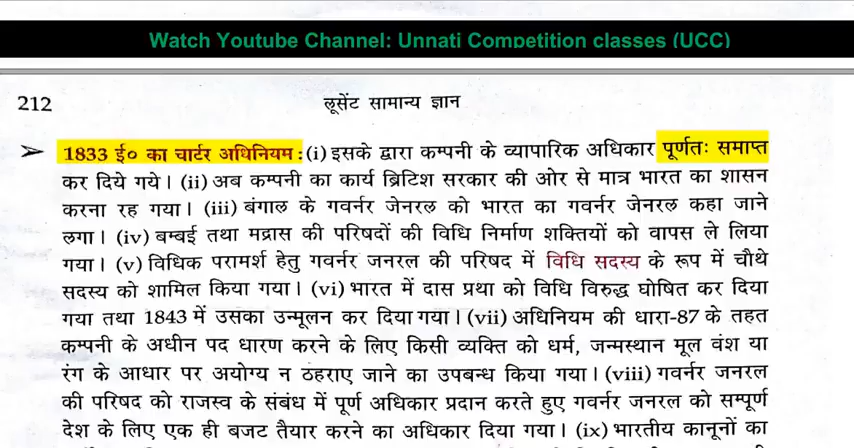 Watch Youtube Channel: Unnati Competition classes (UCC)
212 लूसेंट सामान्य ज्ञान
➤ 1833 ई० का चार्टर अधिनियम : (i) इसके द्वारा कम्पनी के व्यापारिक अधिकार पूर्णतः समाप्त
कर दिये गये। (ii) अब कम्पनी का कार्य ब्रिटिश सरकार की ओर से मात्र भारत का शासन
करना रह गया। (iii) बंगाल के गवर्नर जेनरल को भारत का गवर्नर जेनरल कहा जाने
लगा। (iv) बम्बई तथा मद्रास की परिषदों की विधि निर्माण शक्तियों को वापस ले लिया
गया। (v) विधिक परामर्श हेतु गवर्नर जनरल की परिषद में विधि सदस्य के रूप में चौथे
सदस्य को शामिल किया गया। (vi) भारत में दास प्रथा को विधि विरुद्ध घोषित कर दिया
गया तथा 1843 में उसका उन्मूलन कर दिया गया। (vii) अधिनियम की धारा-87 के तहत
कम्पनी के अधीन पद धारण करने के लिए किसी व्यक्ति को धर्म, जन्मस्थान मूल वंश या
रंग के आधार पर अयोग्य न ठहराए जाने का उपबन्ध किया गया। (viii) गवर्नर जनरल
की परिषद को राजस्व के संबंध में पूर्ण अधिकार प्रदान करते हुए गवर्नर जनरल को सम्पूर्ण
देश के लिए एक ही बजट तैयार करने का अधिकार दिया गया। (ix) भारतीय कानूनों का